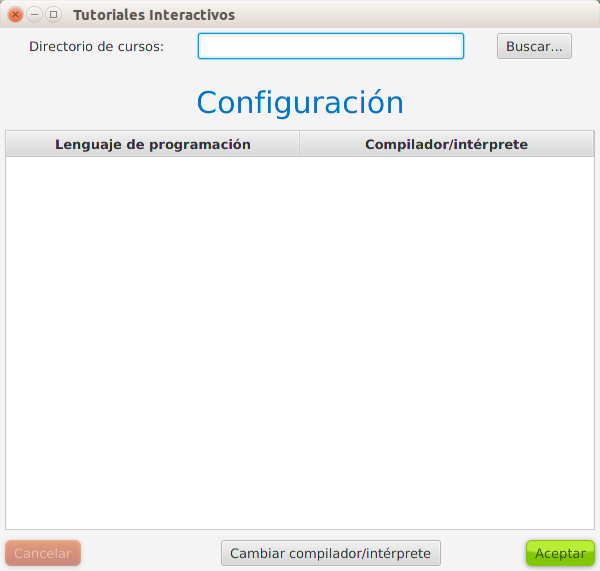 Tutoriales Interactivos
Directorio de cursos:
Buscar...
Configuración
Lenguaje de programación
Compilador/intérprete
Cancelar
Cambiar compilador/intérprete
Aceptar